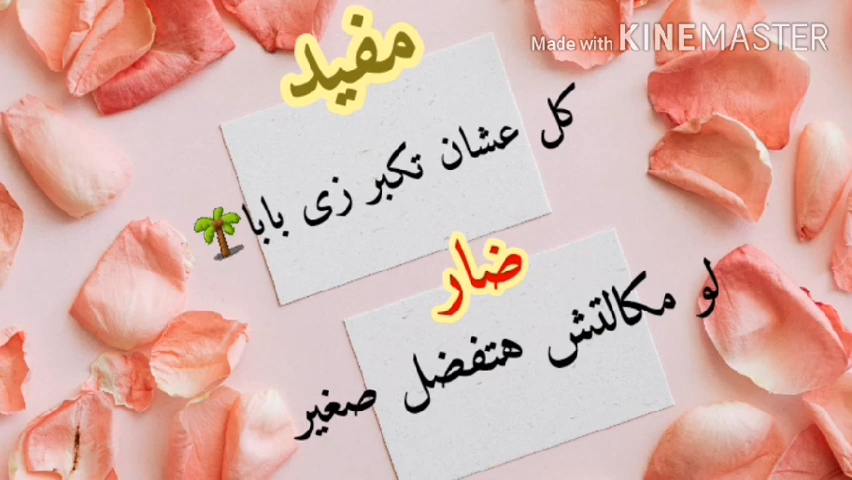 Made with KINEMASTER
مفيد
كل عشان تكبر زى بابا
ضار
لو مكالتش هتفضل صغير